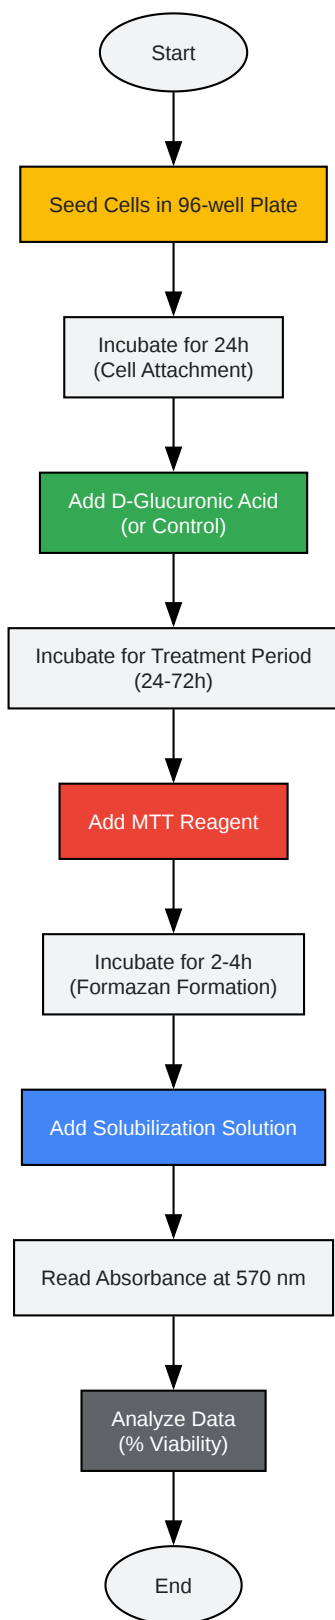 Start
Seed Cells in 96-well Plate
Incubate for 24h
(Cell Attachment)
Add D-Glucuronic Acid
(or Control)
Incubate for Treatment Period
(24-72h)
Add MTT Reagent
Incubate for 2-4h
(Formazan Formation)
Add Solubilization Solution
Read Absorbance at 570 nm
Analyze Data
(% Viability)
End